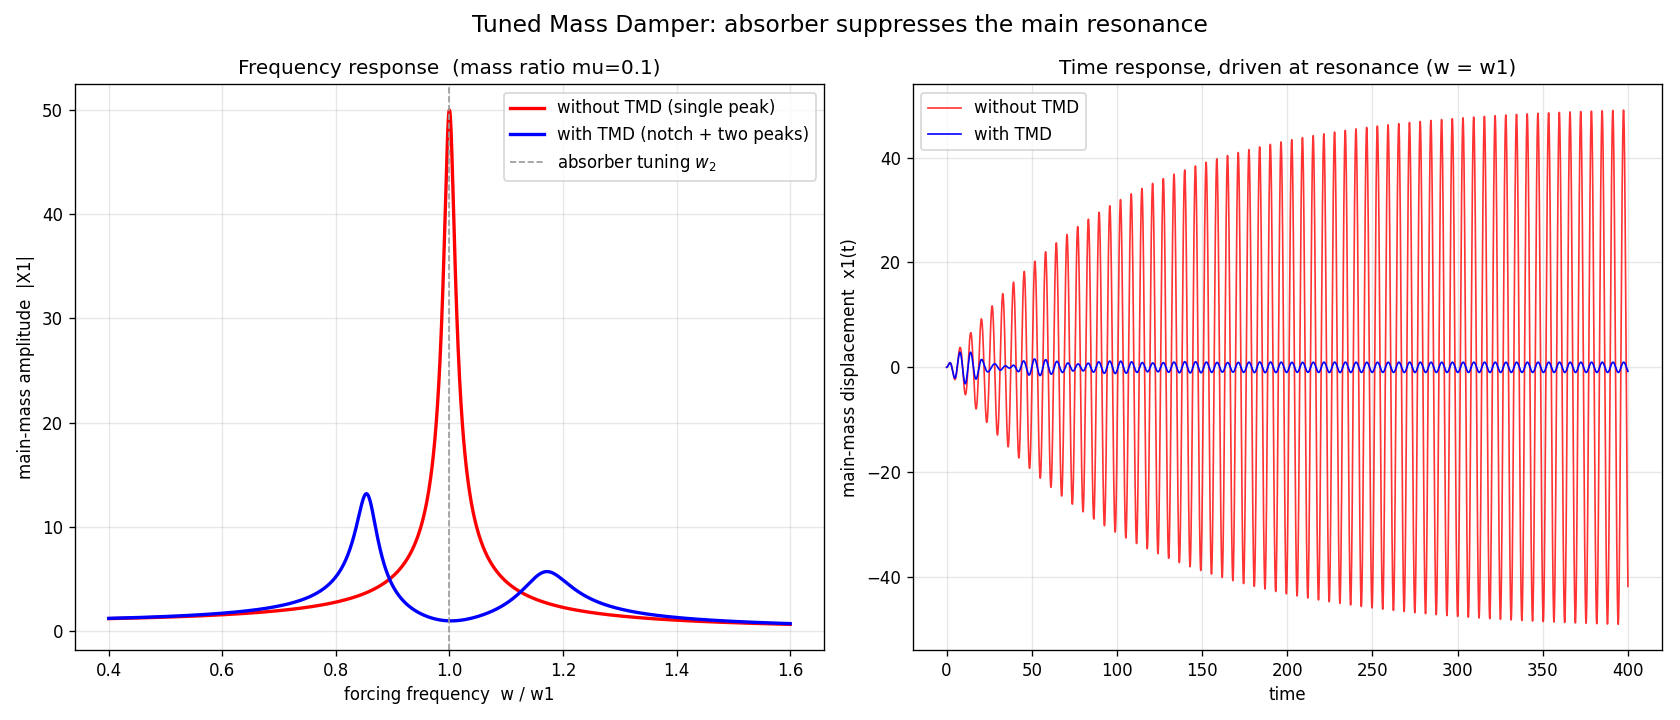 Tuned Mass Damper: absorber suppresses the main resonance
Frequency response  (mass ratio mu=0.1)
main-mass amplitude  |X1|
50
40
30
20
10
0
without TMD (single peak)
with TMD (notch + two peaks)
absorber tuning w₂
0.4 0.6 0.8 1.0 1.2 1.4 1.6
forcing frequency  w / w1
Time response, driven at resonance (w = w1)
main-mass displacement  x1(t)
40
20
0
−20
−40
without TMD
with TMD
0 50 100 150 200 250 300 350 400
time